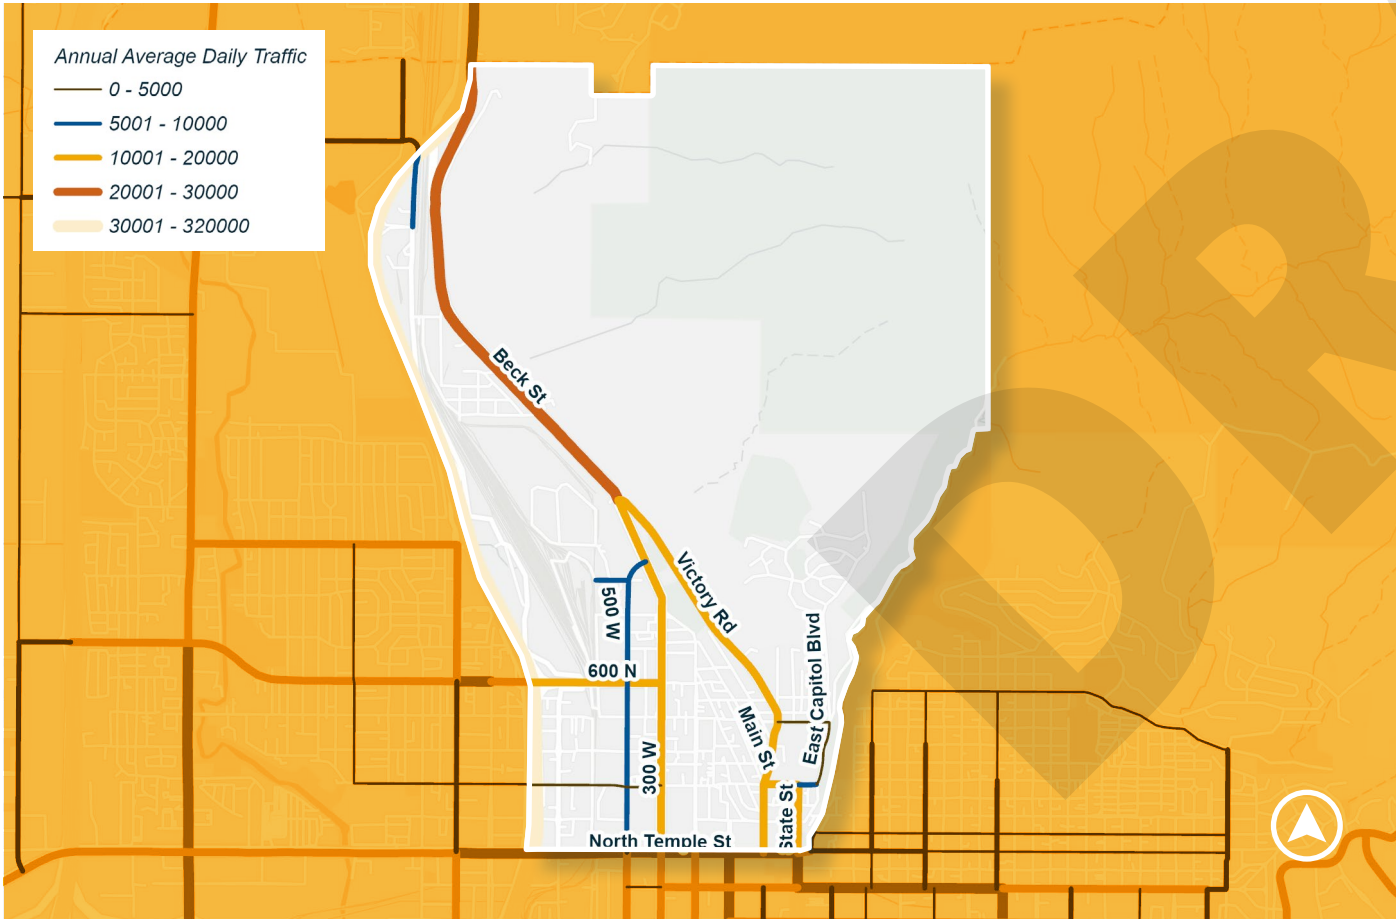 Annual Average Daily Traffic
0 - 5000
5001 - 10000
10001 - 20000
20001 - 30000
30001 - 320000
Beck St
Victory Rd
500 W
East Capitol Blvd
600 N
Main St
300 W
State St
North Temple St
DR